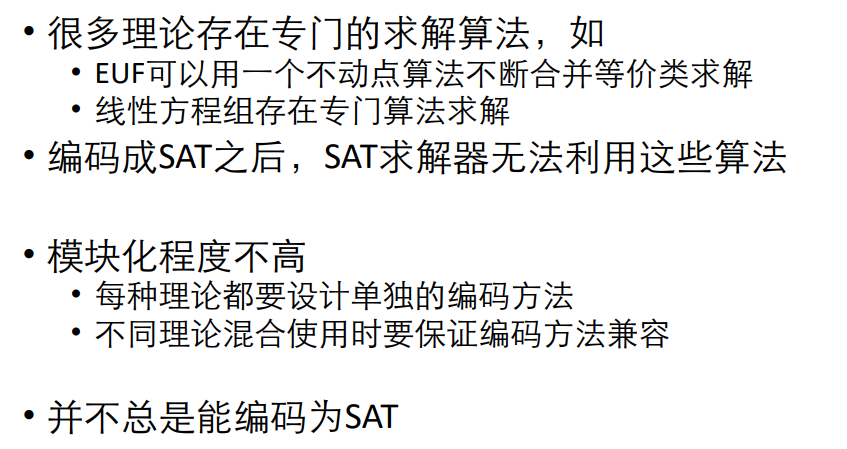 • 很多理论存在专门的求解算法，如
• EUF可以用一个不动点算法不断合并等价类求解
• 线性方程组存在专门算法求解
• 编码成SAT之后，SAT求解器无法利用这些算法
• 模块化程度不高
• 每种理论都要设计单独的编码方法
• 不同理论混合使用时要保证编码方法兼容
• 并不总是能编码为SAT